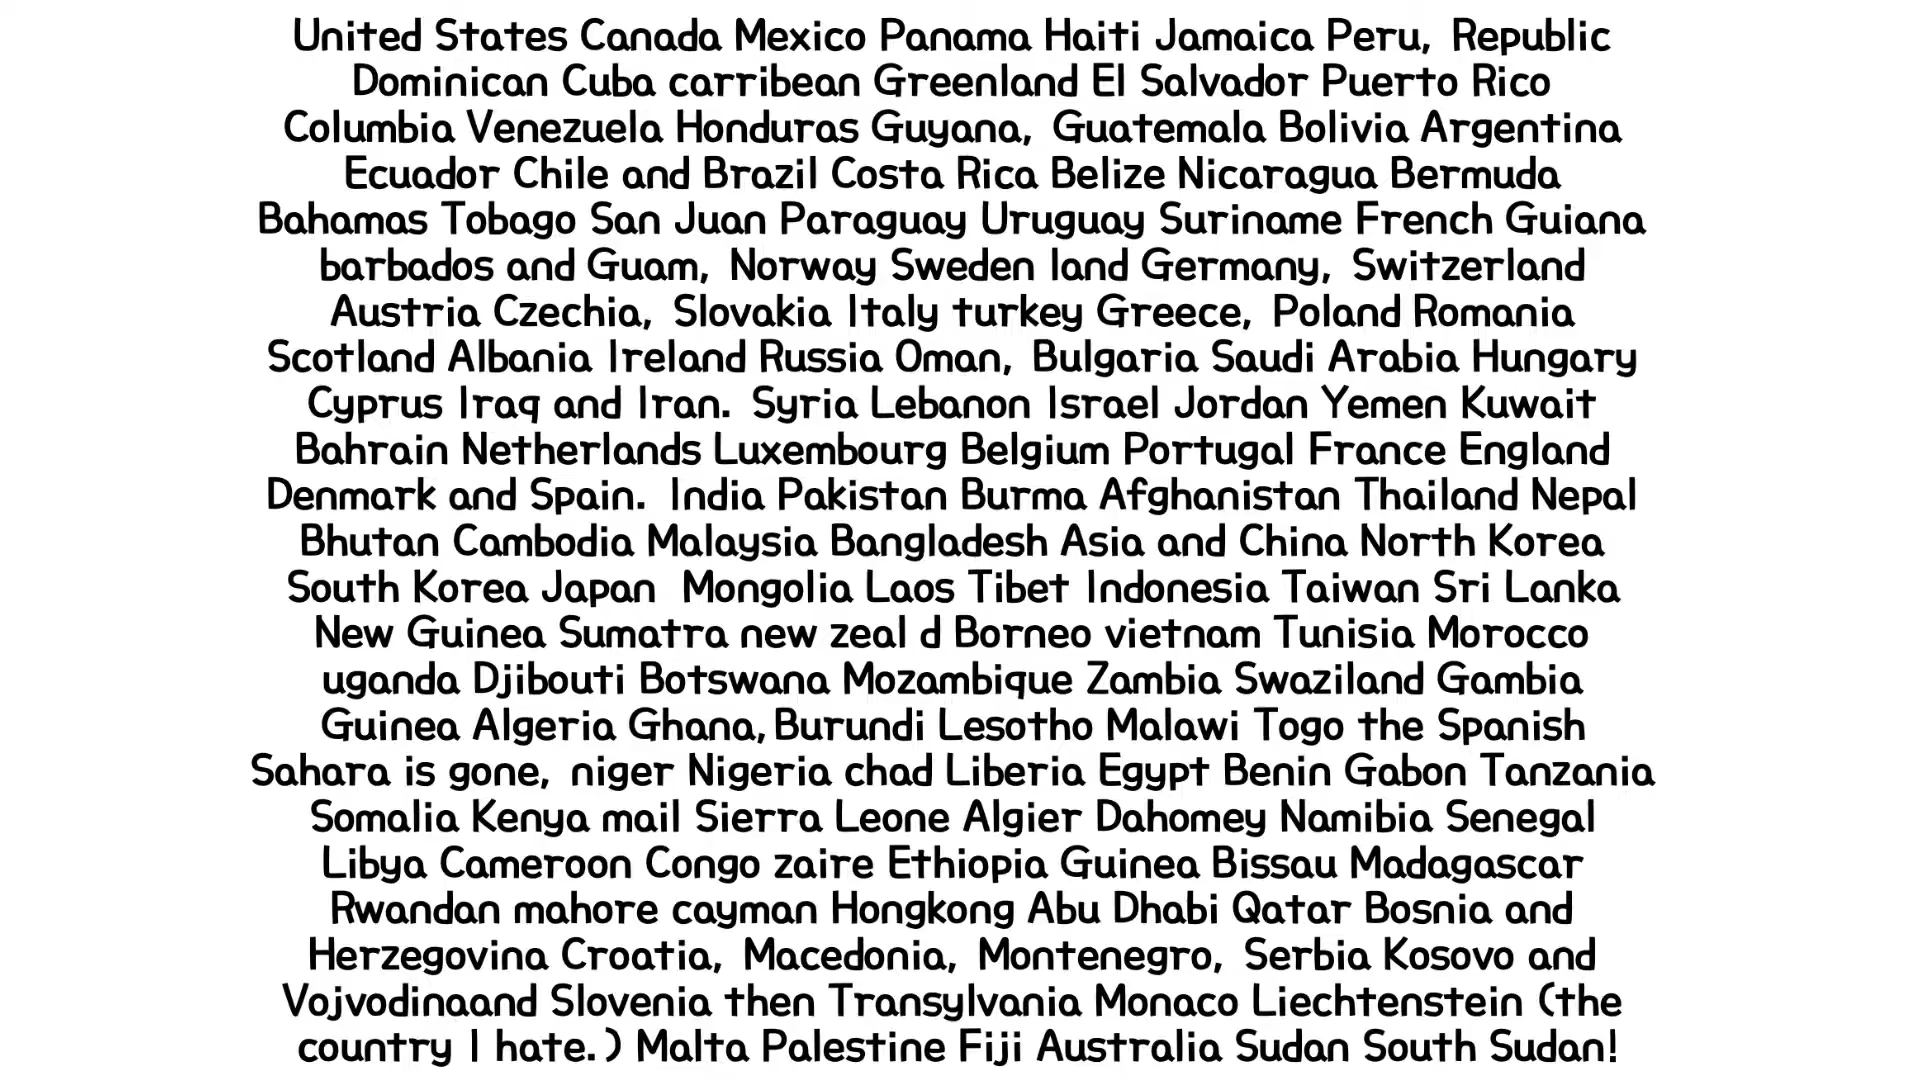 United States Canada Mexico Panama Haiti Jamaica Peru, Republic
Dominican Cuba carribean Greenland El Salvador Puerto Rico
Columbia Venezuela Honduras Guyana, Guatemala Bolivia Argentina
Ecuador Chile and Brazil Costa Rica Belize Nicaragua Bermuda
Bahamas Tobago San Juan Paraguay Uruguay Suriname French Guiana
barbados and Guam, Norway Sweden land Germany, Switzerland
Austria Czechia, Slovakia Italy turkey Greece, Poland Romania
Scotland Albania Ireland Russia Oman, Bulgaria Saudi Arabia Hungary
Cyprus Iraq and Iran. Syria Lebanon Israel Jordan Yemen Kuwait
Bahrain Netherlands Luxembourg Belgium Portugal France England
Denmark and Spain. India Pakistan Burma Afghanistan Thailand Nepal
Bhutan Cambodia Malaysia Bangladesh Asia and China North Korea
South Korea Japan Mongolia Laos Tibet Indonesia Taiwan Sri Lanka
New Guinea Sumatra new zeal d Borneo vietnam Tunisia Morocco
uganda Djibouti Botswana Mozambique Zambia Swaziland Gambia
Guinea Algeria Ghana, Burundi Lesotho Malawi Togo the Spanish
Sahara is gone, niger Nigeria chad Liberia Egypt Benin Gabon Tanzania
Somalia Kenya mail Sierra Leone Algier Dahomey Namibia Senegal
Libya Cameroon Congo zaire Ethiopia Guinea Bissau Madagascar
Rwandan mahore cayman Hongkong Abu Dhabi Qatar Bosnia and
Herzegovina Croatia, Macedonia, Montenegro, Serbia Kosovo and
Vojvodinaand Slovenia then Transylvania Monaco Liechtenstein (the
country I hate.) Malta Palestine Fiji Australia Sudan South Sudan!